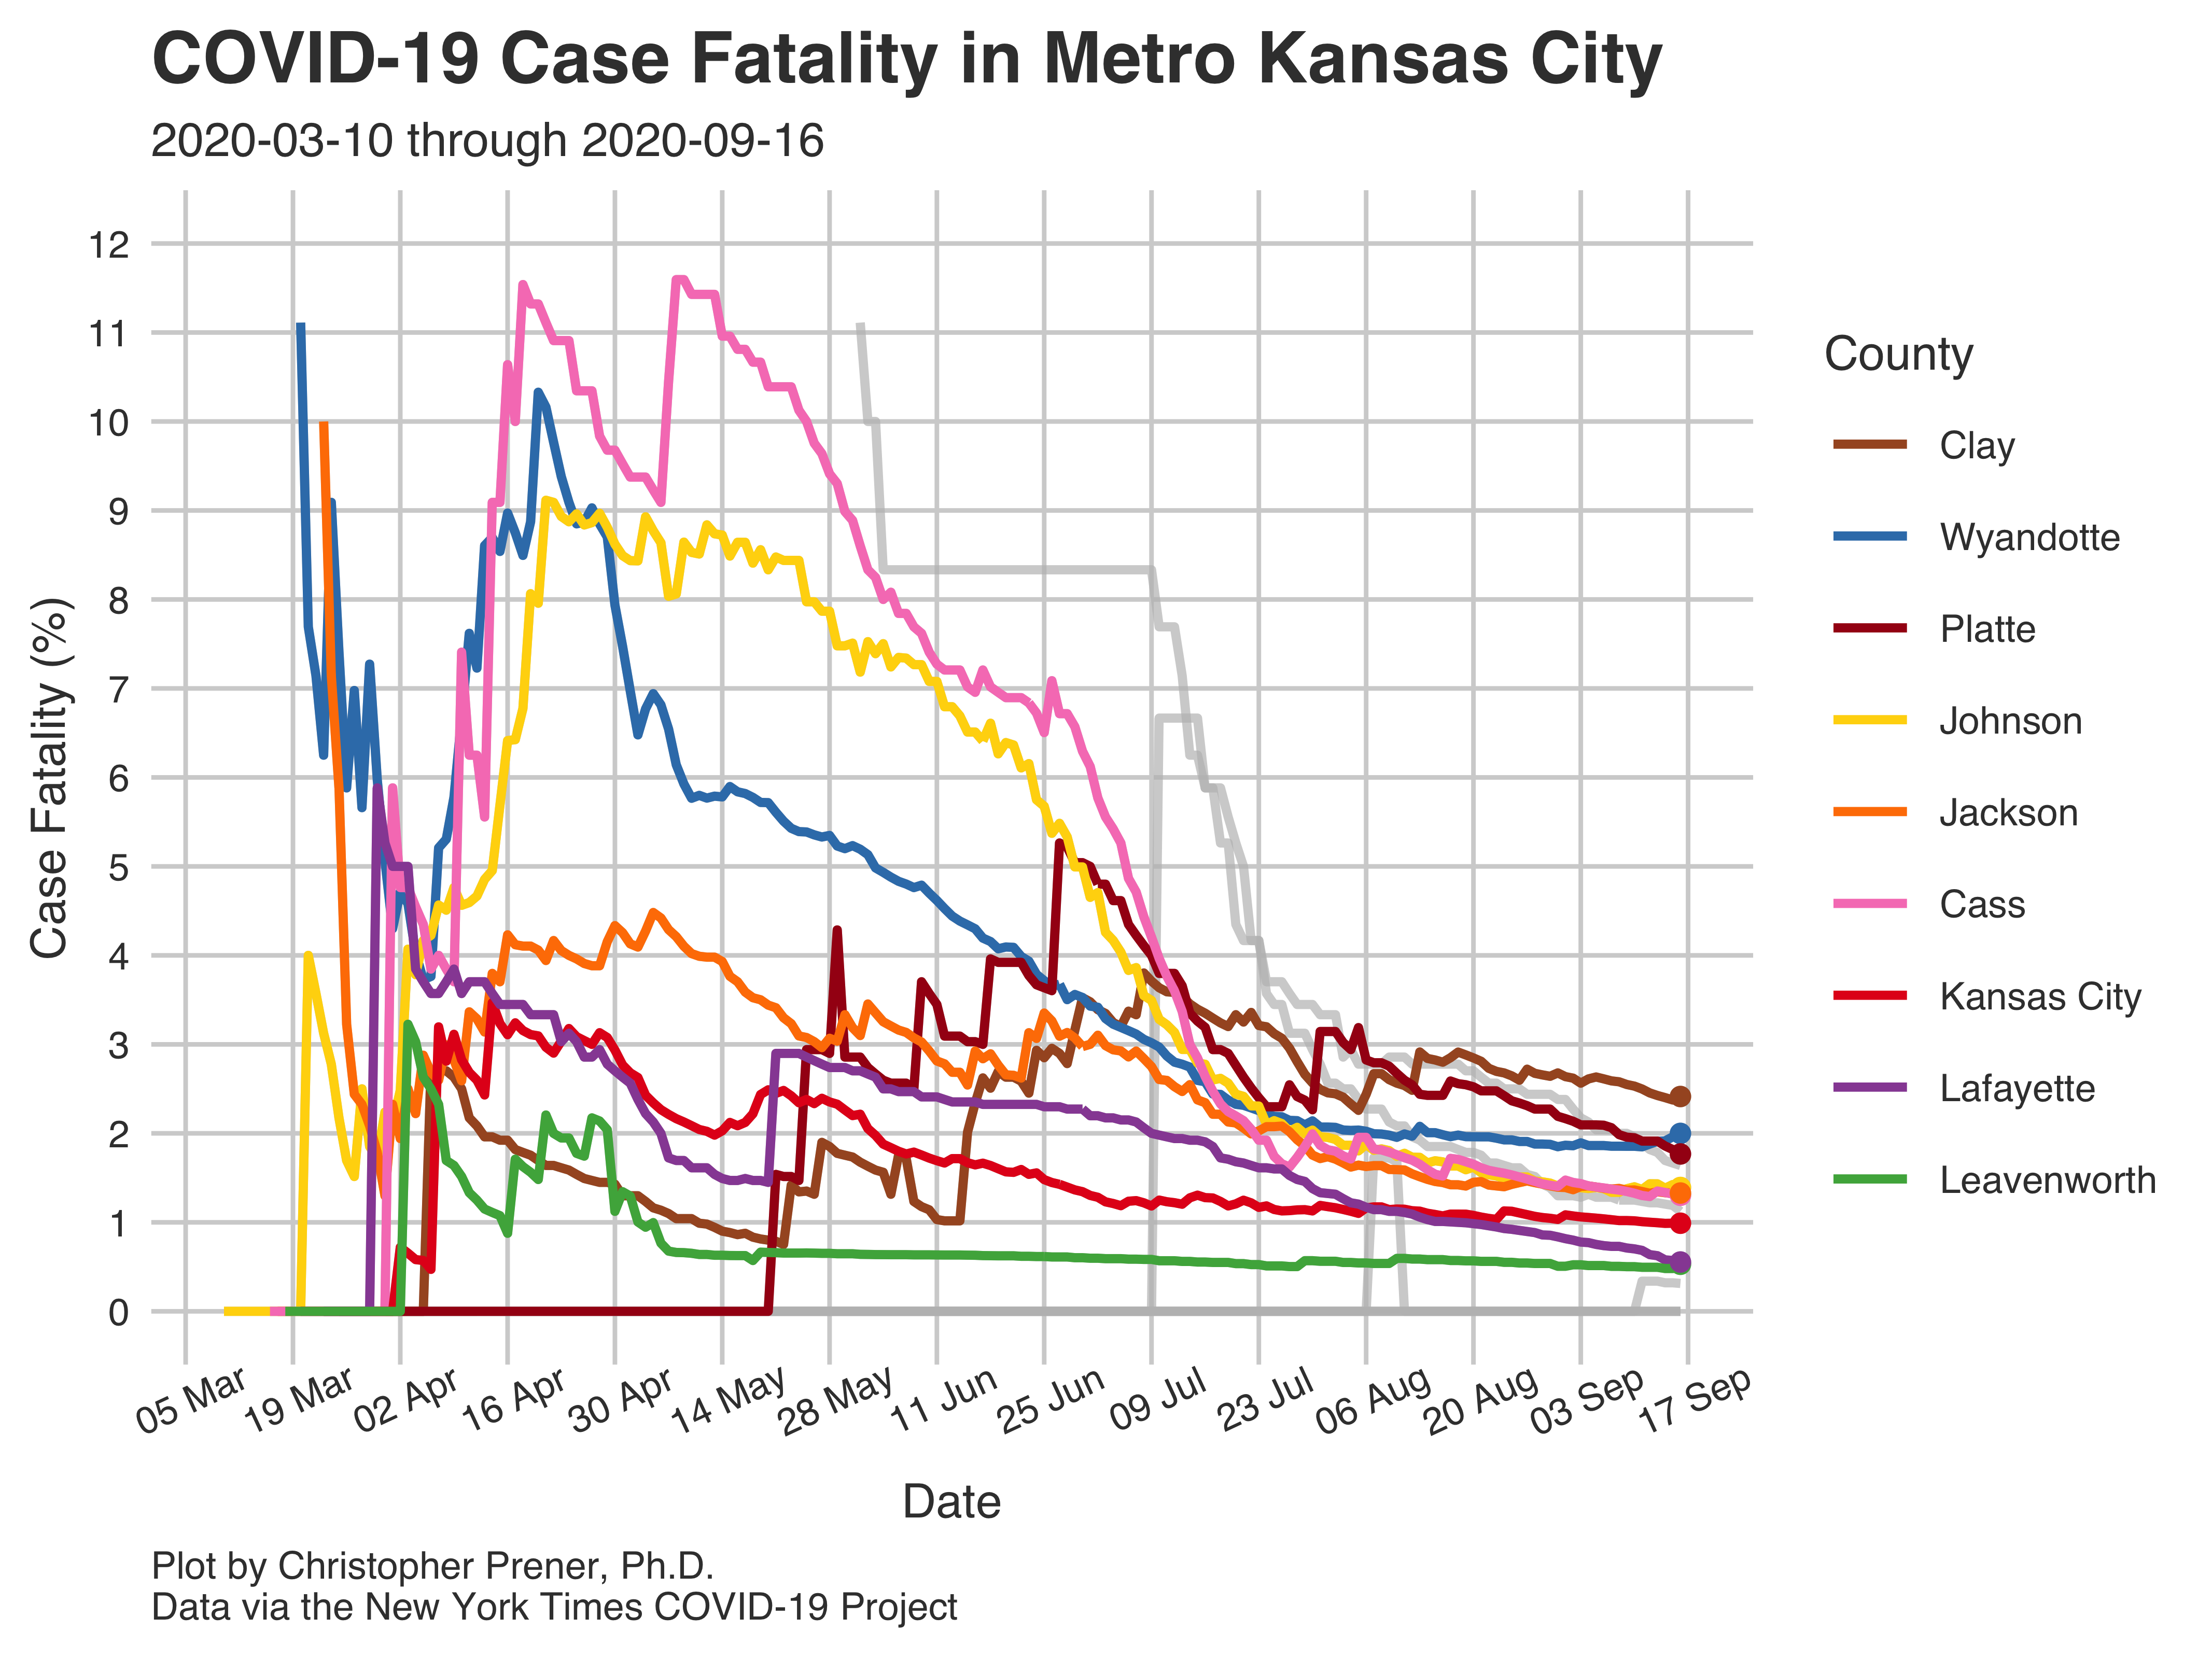 COVID-19 Case Fatality in Metro Kansas City
2020-03-10 through 2020-09-16
12
11
10
9
8
7
6
5
4
3
2
1
0
Case Fatality (%)
05 Mar
19 Mar
02 Apr
16 Apr
30 Apr
14 May
28 May
11 Jun
25 Jun
09 Jul
23 Jul
06 Aug
20 Aug
03 Sep
17 Sep
Date
County
Clay
Wyandotte
Platte
Johnson
Jackson
Cass
Kansas City
Lafayette
Leavenworth
Plot by Christopher Prener, Ph.D.
Data via the New York Times COVID-19 Project